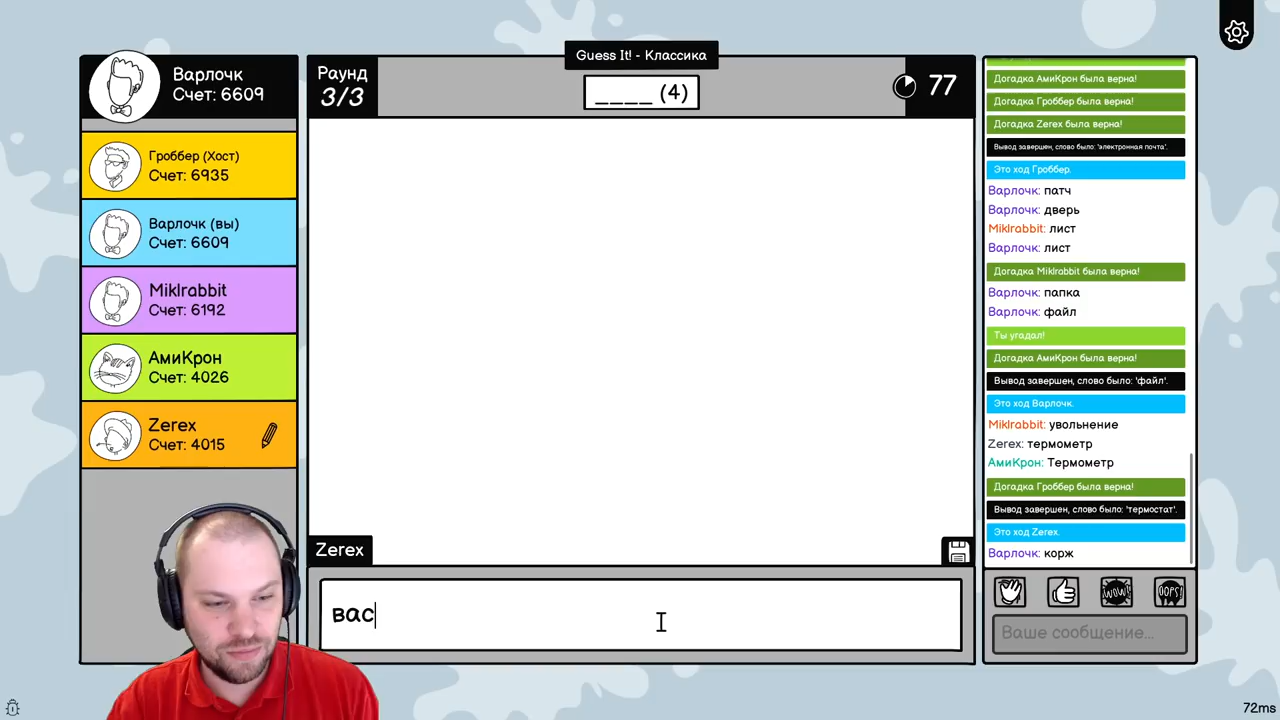 Guess It! - Классика
Варлочк
Счет: 6609
Раунд
3/3
____ (4)
77
Гроббер (Хост)
Счет: 6935
Варлочк (вы)
Счет: 6609
Miklrabbit
Счет: 6192
АмиКрон
Счет: 4026
Zerex
Счет: 4015
Zerex
вас
Догадка АмиКрон была верна!
Догадка Гроббер была верна!
Догадка Zerex была верна!
Вывод завершен, слово было: 'электронная почта'.
Это ход Гроббер.
Варлочк: патч
Варлочк: дверь
Miklrabbit: лист
Варлочк: лист
Догадка Miklrabbit была верна!
Варлочк: папка
Варлочк: файл
Ты угадал!
Догадка АмиКрон была верна!
Вывод завершен, слово было: 'файл'.
Это ход Варлочк.
Miklrabbit: увольнение
Zerex: термометр
АмиКрон: Термометр
Догадка Гроббер была верна!
Вывод завершен, слово было: 'термостат'.
Это ход Zerex.
Варлочк: корж
WOW!
OOPS!
Ваше сообщение...
72ms